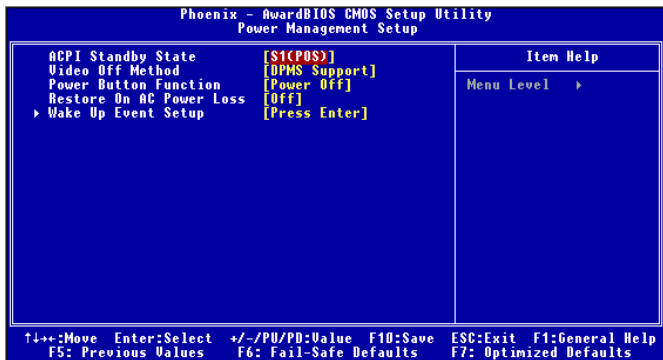 Phoenix - AwardBIOS CMOS Setup Utility
Power Management Setup
ACPI Standby State [S1(POS)]
Video Off Method [DPMS Support]
Power Button Function [Power Off]
Restore On AC Power Loss [Off]
▸ Wake Up Event Setup [Press Enter]
Item Help
Menu Level ▸
↑↓→←:Move Enter:Select +/-/PU/PD:Value F10:Save ESC:Exit F1:General Help
F5: Previous Values F6: Fail-Safe Defaults F7: Optimized Defaults